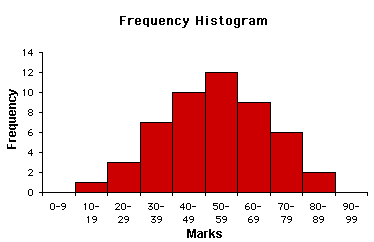 Frequency Histogram
14
12
10
8
6
4
2
0
Frequency
0-9 10- 20- 30- 40- 50- 60- 70- 80- 90-
19 29 39 49 59 69 79 89 99
Marks